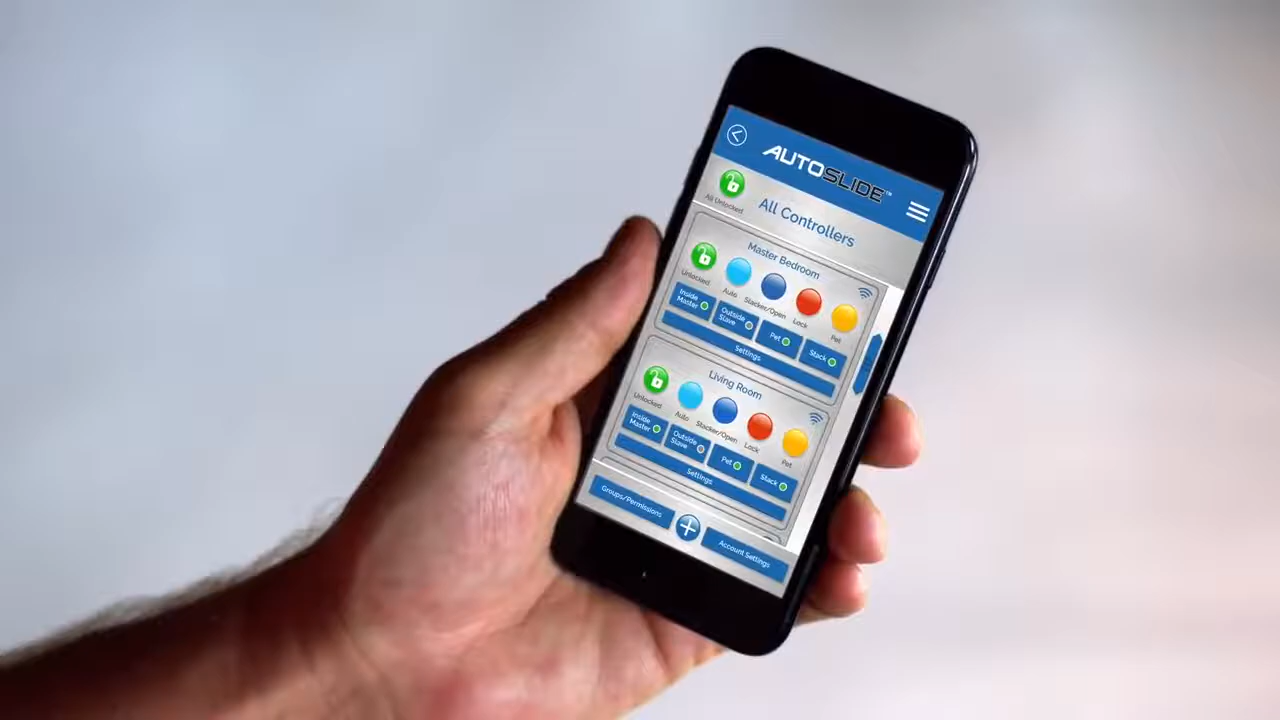 AUTOSLIDE™
All Unlocked
All Controllers
Master Bedroom
Unlocked
Auto
Stacker/Open
Lock
Pet
Inside
Master
Outside
Slave
Pet
Stack
Settings
Living Room
Unlocked
Auto
Stacker/Open
Lock
Pet
Inside
Master
Outside
Slave
Pet
Stack
Settings
Groups/Permissions
Account Settings